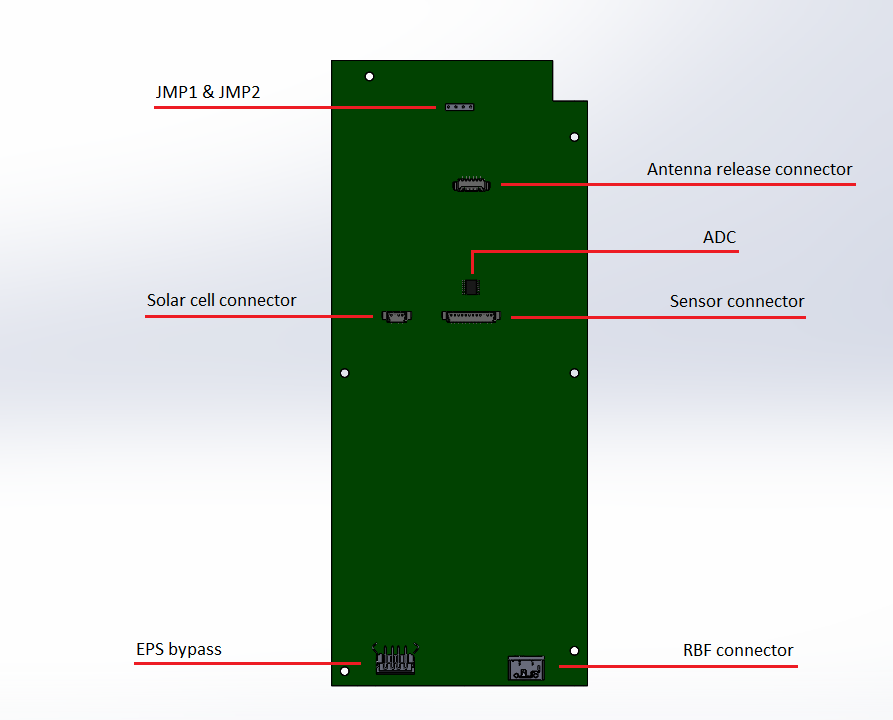 JMP1 & JMP2
Antenna release connector
ADC
Solar cell connector
Sensor connector
EPS bypass
RBF connector